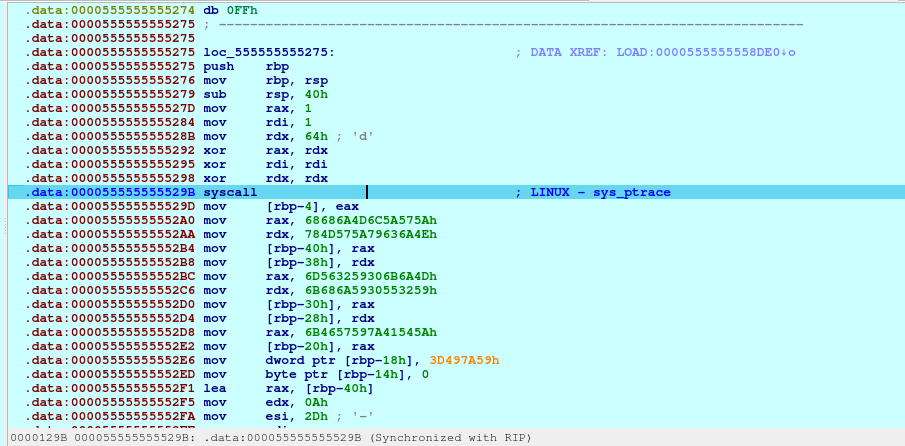 .data:0000555555555274 db 0FFh
.data:0000555555555275 ; ---------------------------------------------------------------------------
.data:0000555555555275
.data:0000555555555275 loc_555555555275: ; DATA XREF: LOAD:0000555555558DE0↓o
.data:0000555555555275 push rbp
.data:0000555555555276 mov rbp, rsp
.data:0000555555555279 sub rsp, 40h
.data:000055555555527D mov rax, 1
.data:0000555555555284 mov rdi, 1
.data:000055555555528B mov rdx, 64h ; 'd'
.data:0000555555555292 xor rax, rdx
.data:0000555555555295 xor rdi, rdi
.data:0000555555555298 xor rdx, rdx
.data:000055555555529B syscall ; LINUX - sys_ptrace
.data:000055555555529D mov [rbp-4], eax
.data:00005555555552A0 mov rax, 68686A4D6C5A575Ah
.data:00005555555552AA mov rdx, 784D575A79636A4Eh
.data:00005555555552B4 mov [rbp-40h], rax
.data:00005555555552B8 mov [rbp-38h], rdx
.data:00005555555552BC mov rax, 6D563259306B6A4Dh
.data:00005555555552C6 mov rdx, 6B686A5930553259h
.data:00005555555552D0 mov [rbp-30h], rax
.data:00005555555552D4 mov [rbp-28h], rdx
.data:00005555555552D8 mov rax, 6B4657597A41545Ah
.data:00005555555552E2 mov [rbp-20h], rax
.data:00005555555552E6 mov dword ptr [rbp-18h], 3D497A59h
.data:00005555555552ED mov byte ptr [rbp-14h], 0
.data:00005555555552F1 lea rax, [rbp-40h]
.data:00005555555552F5 mov edx, 0Ah
.data:00005555555552FA mov esi, 2Dh ; '-'
0000129B 000055555555529B: .data:000055555555529B (Synchronized with RIP)